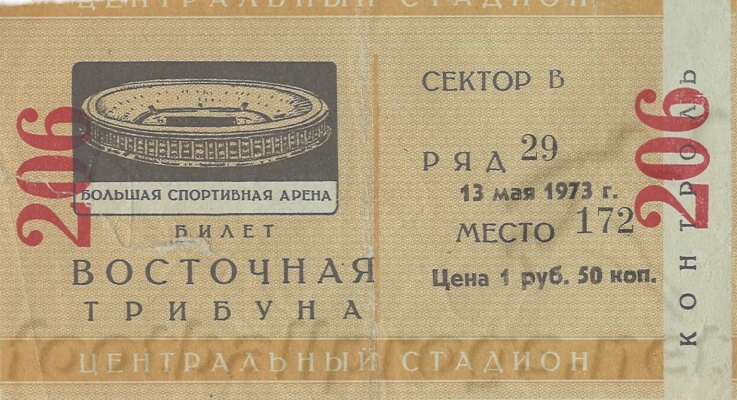 ЦЕНТРАЛЬНЫЙ СТАДИОН
206
БОЛЬШАЯ СПОРТИВНАЯ АРЕНА
БИЛЕТ
ВОСТОЧНАЯ
ТРИБУНА
СЕКТОР В
РЯД 29
13 мая 1973 г.
МЕСТО 172
Цена 1 руб. 50 коп.
206
КОНТРОЛЬ
ЦЕНТРАЛЬНЫЙ СТАДИОН